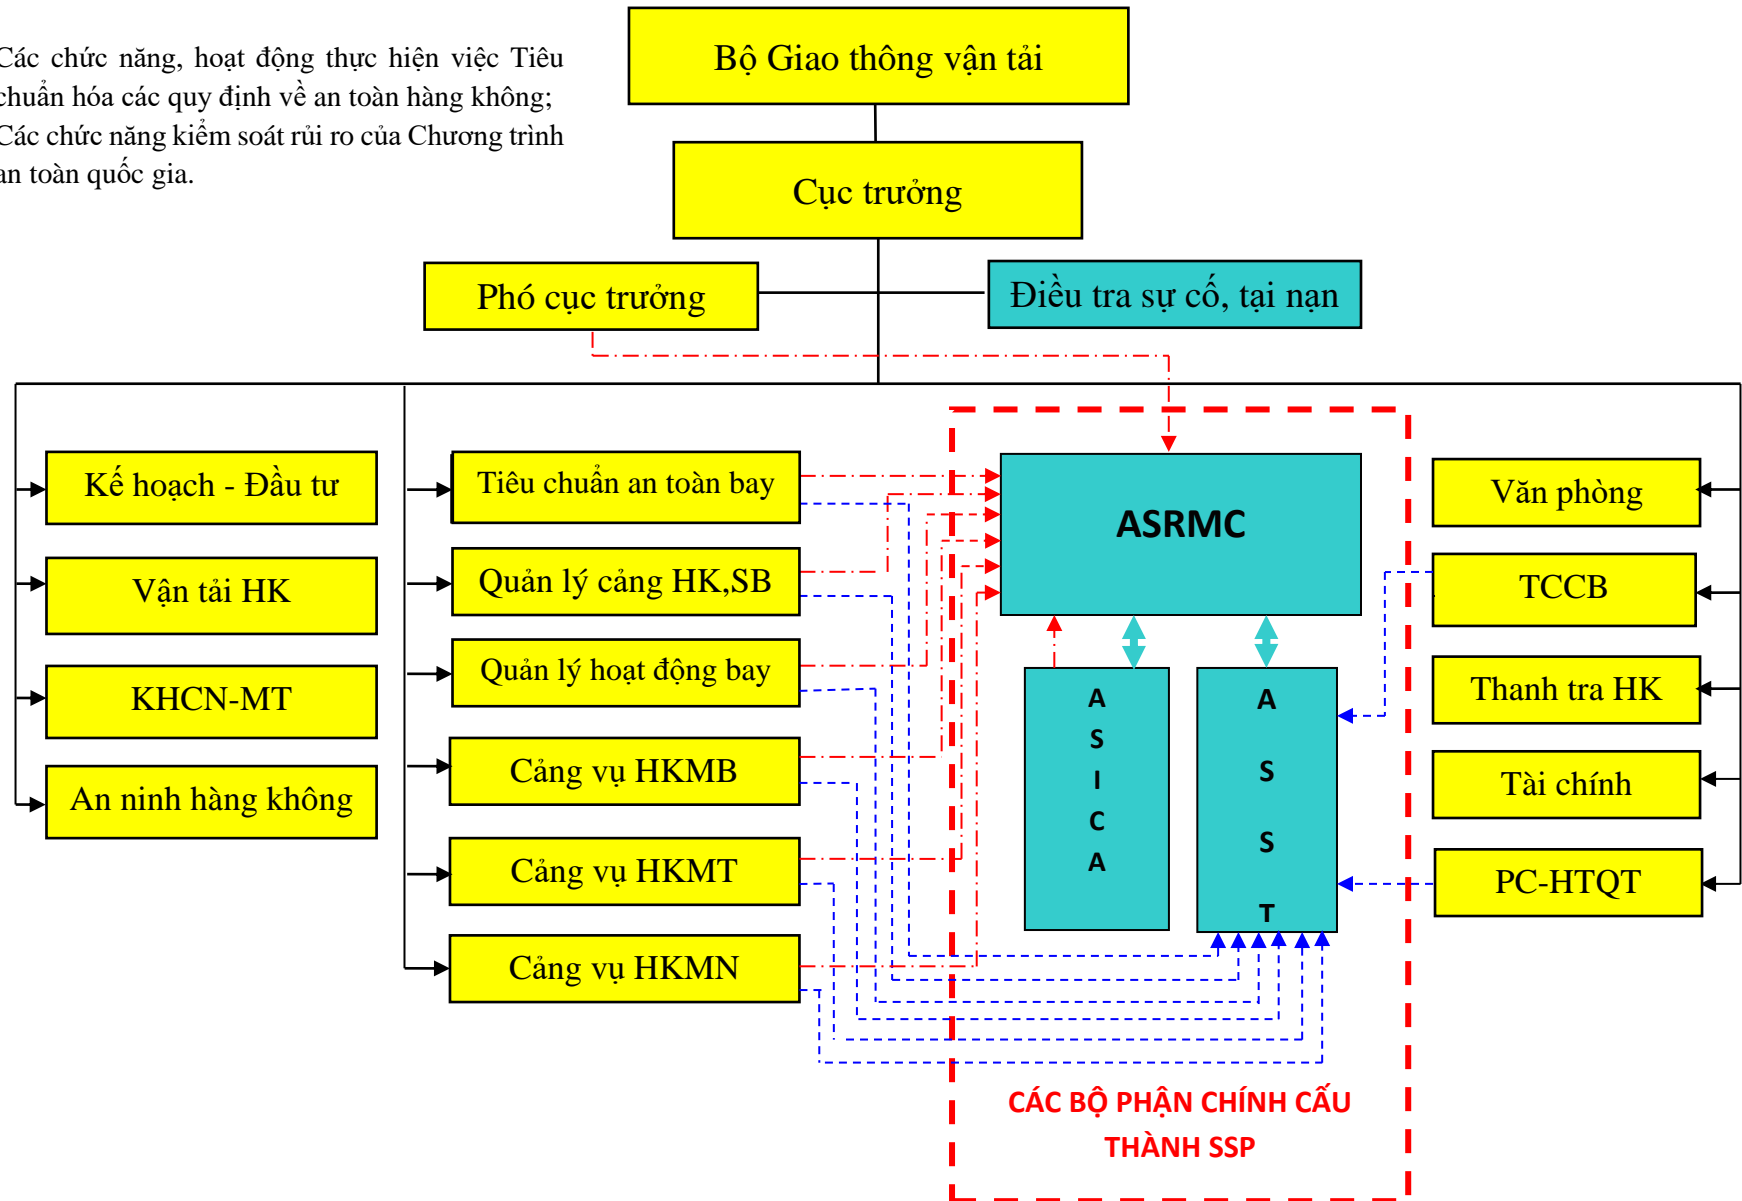 Các chức năng, hoạt động thực hiện việc Tiêu
chuẩn hóa các quy định về an toàn hàng không;
Các chức năng kiểm soát rủi ro của Chương trình
an toàn quốc gia.
Bộ Giao thông vận tải
Cục trưởng
Phó cục trưởng
Điều tra sự cố, tại nạn
Kế hoạch - Đầu tư
Vận tải HK
KHCN-MT
An ninh hàng không
Tiêu chuẩn an toàn bay
Quản lý cảng HK,SB
Quản lý hoạt động bay
Cảng vụ HKMB
Cảng vụ HKMT
Cảng vụ HKMN
ASRMC
A
S
I
C
A
A
S
S
T
Văn phòng
TCCB
Thanh tra HK
Tài chính
PC-HTQT
CÁC BỘ PHẬN CHÍNH CẤU
THÀNH SSP